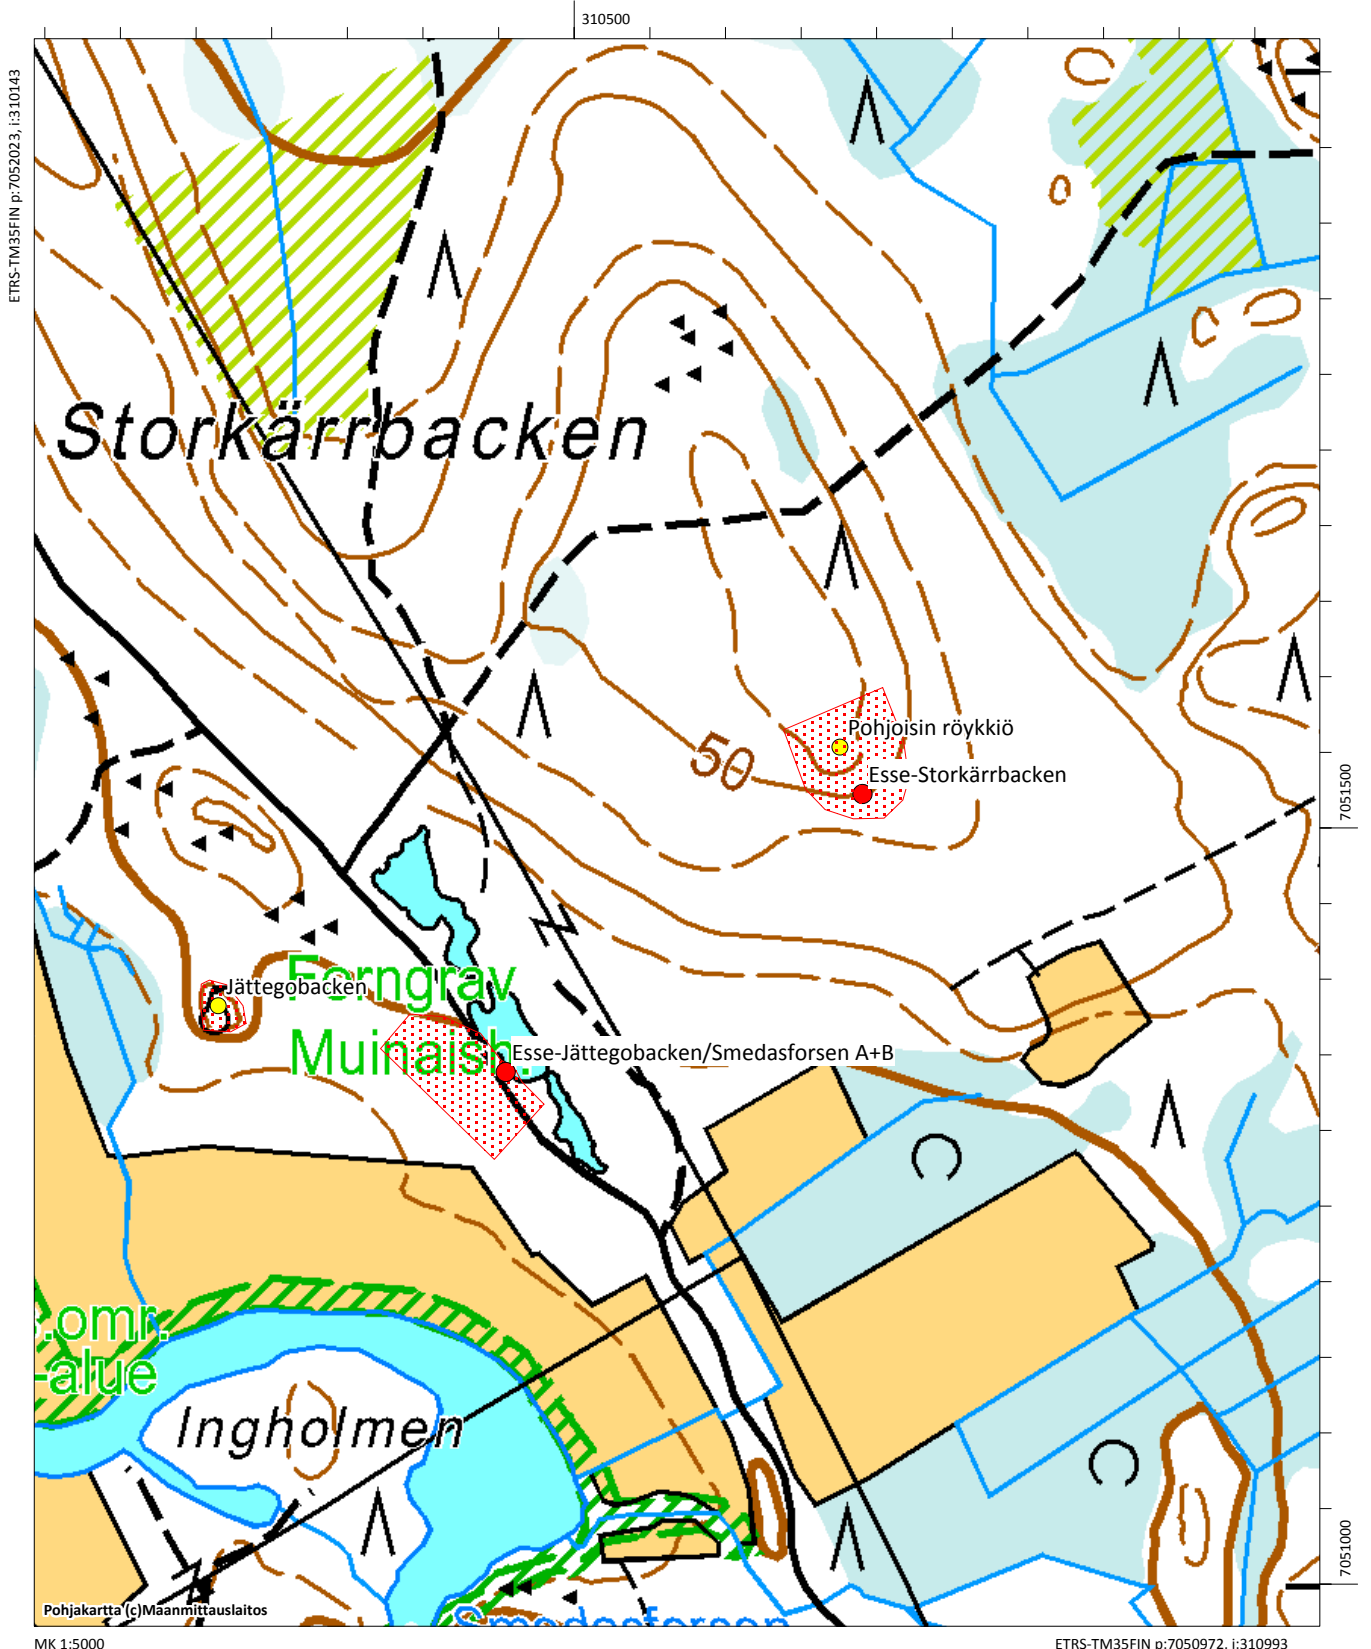 310500
ETRS-TM35FIN p:7052023, i:310143
Storkärrbacken
Pohjoisin röykkiö
50
Esse-Storkärrbacken
7051500
Jättegobacken
Forngrav
Muinaish.
Esse-Jättegobacken/Smedasforsen A+B
s.omr.
-alue
Ingholmen
7051000
Pohjakartta (c)Maanmittauslaitos
Smedasforsen
MK 1:5000
ETRS-TM35FIN p:7050972, i:310993